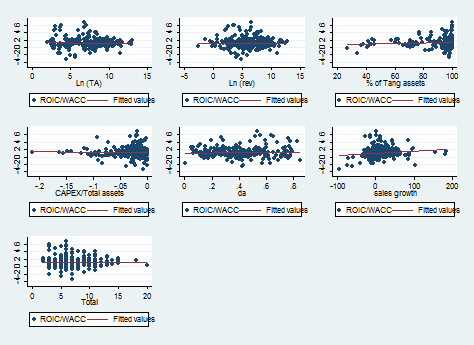 -4 -2 0 2 4 6
0 5 10 15
Ln (TA)
ROIC/WACC Fitted values
-4 -2 0 2 4 6
-5 0 5 10 15
Ln (rev)
ROIC/WACC Fitted values
-4 -2 0 2 4 6
20 40 60 80 100
% of Tang assets
ROIC/WACC Fitted values
-4 -2 0 2 4 6
-.2 -.15 -.1 -.05 0
CAPEX/Total assets
ROIC/WACC Fitted values
-4 -2 0 2 4 6
0 .2 .4 .6 .8
da
ROIC/WACC Fitted values
-4 -2 0 2 4 6
-100 0 100 200
sales growth
ROIC/WACC Fitted values
-4 -2 0 2 4 6
0 5 10 15 20
Total
ROIC/WACC Fitted values